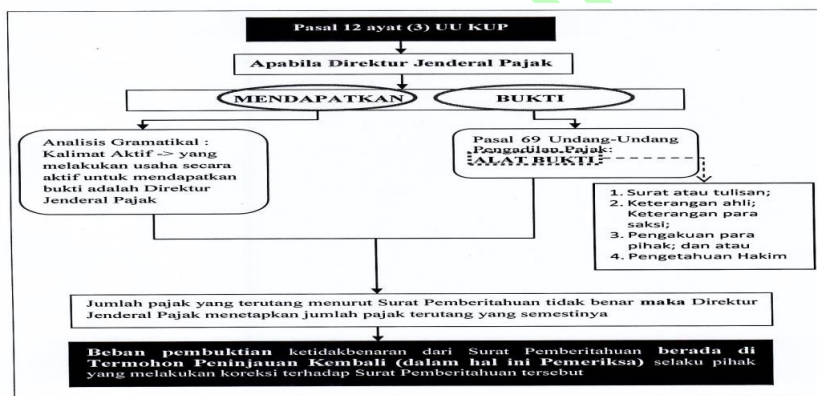 Pasal 12 ayat (3) UU KUP
Apabila Direktur Jenderal Pajak
MENDAPATKAN BUKTI
Analisis Gramatikal :
Kalimat Aktif -> yang
melakukan usaha secara
aktif untuk mendapatkan
bukti adalah Direktur
Jenderal Pajak
Pasal 69 Undang-Undang
Pengadilan Pajak:
ALAT BUKTI
1. Surat atau tulisan;
2. Keterangan ahli;
Keterangan para
saksi;
3. Pengakuan para
pihak; dan atau
4. Pengetahuan Hakim
Jumlah pajak yang terutang menurut Surat Pemberitahuan tidak benar maka Direktur
Jenderal Pajak menetapkan jumlah pajak terutang yang semestinya
Beban pembuktian ketidakbenaran dari Surat Pemberitahuan berada di
Termohon Peninjauan Kembali (dalam hal ini Pemeriksa) selaku pihak
yang melakukan koreksi terhadap Surat Pemberitahuan tersebut